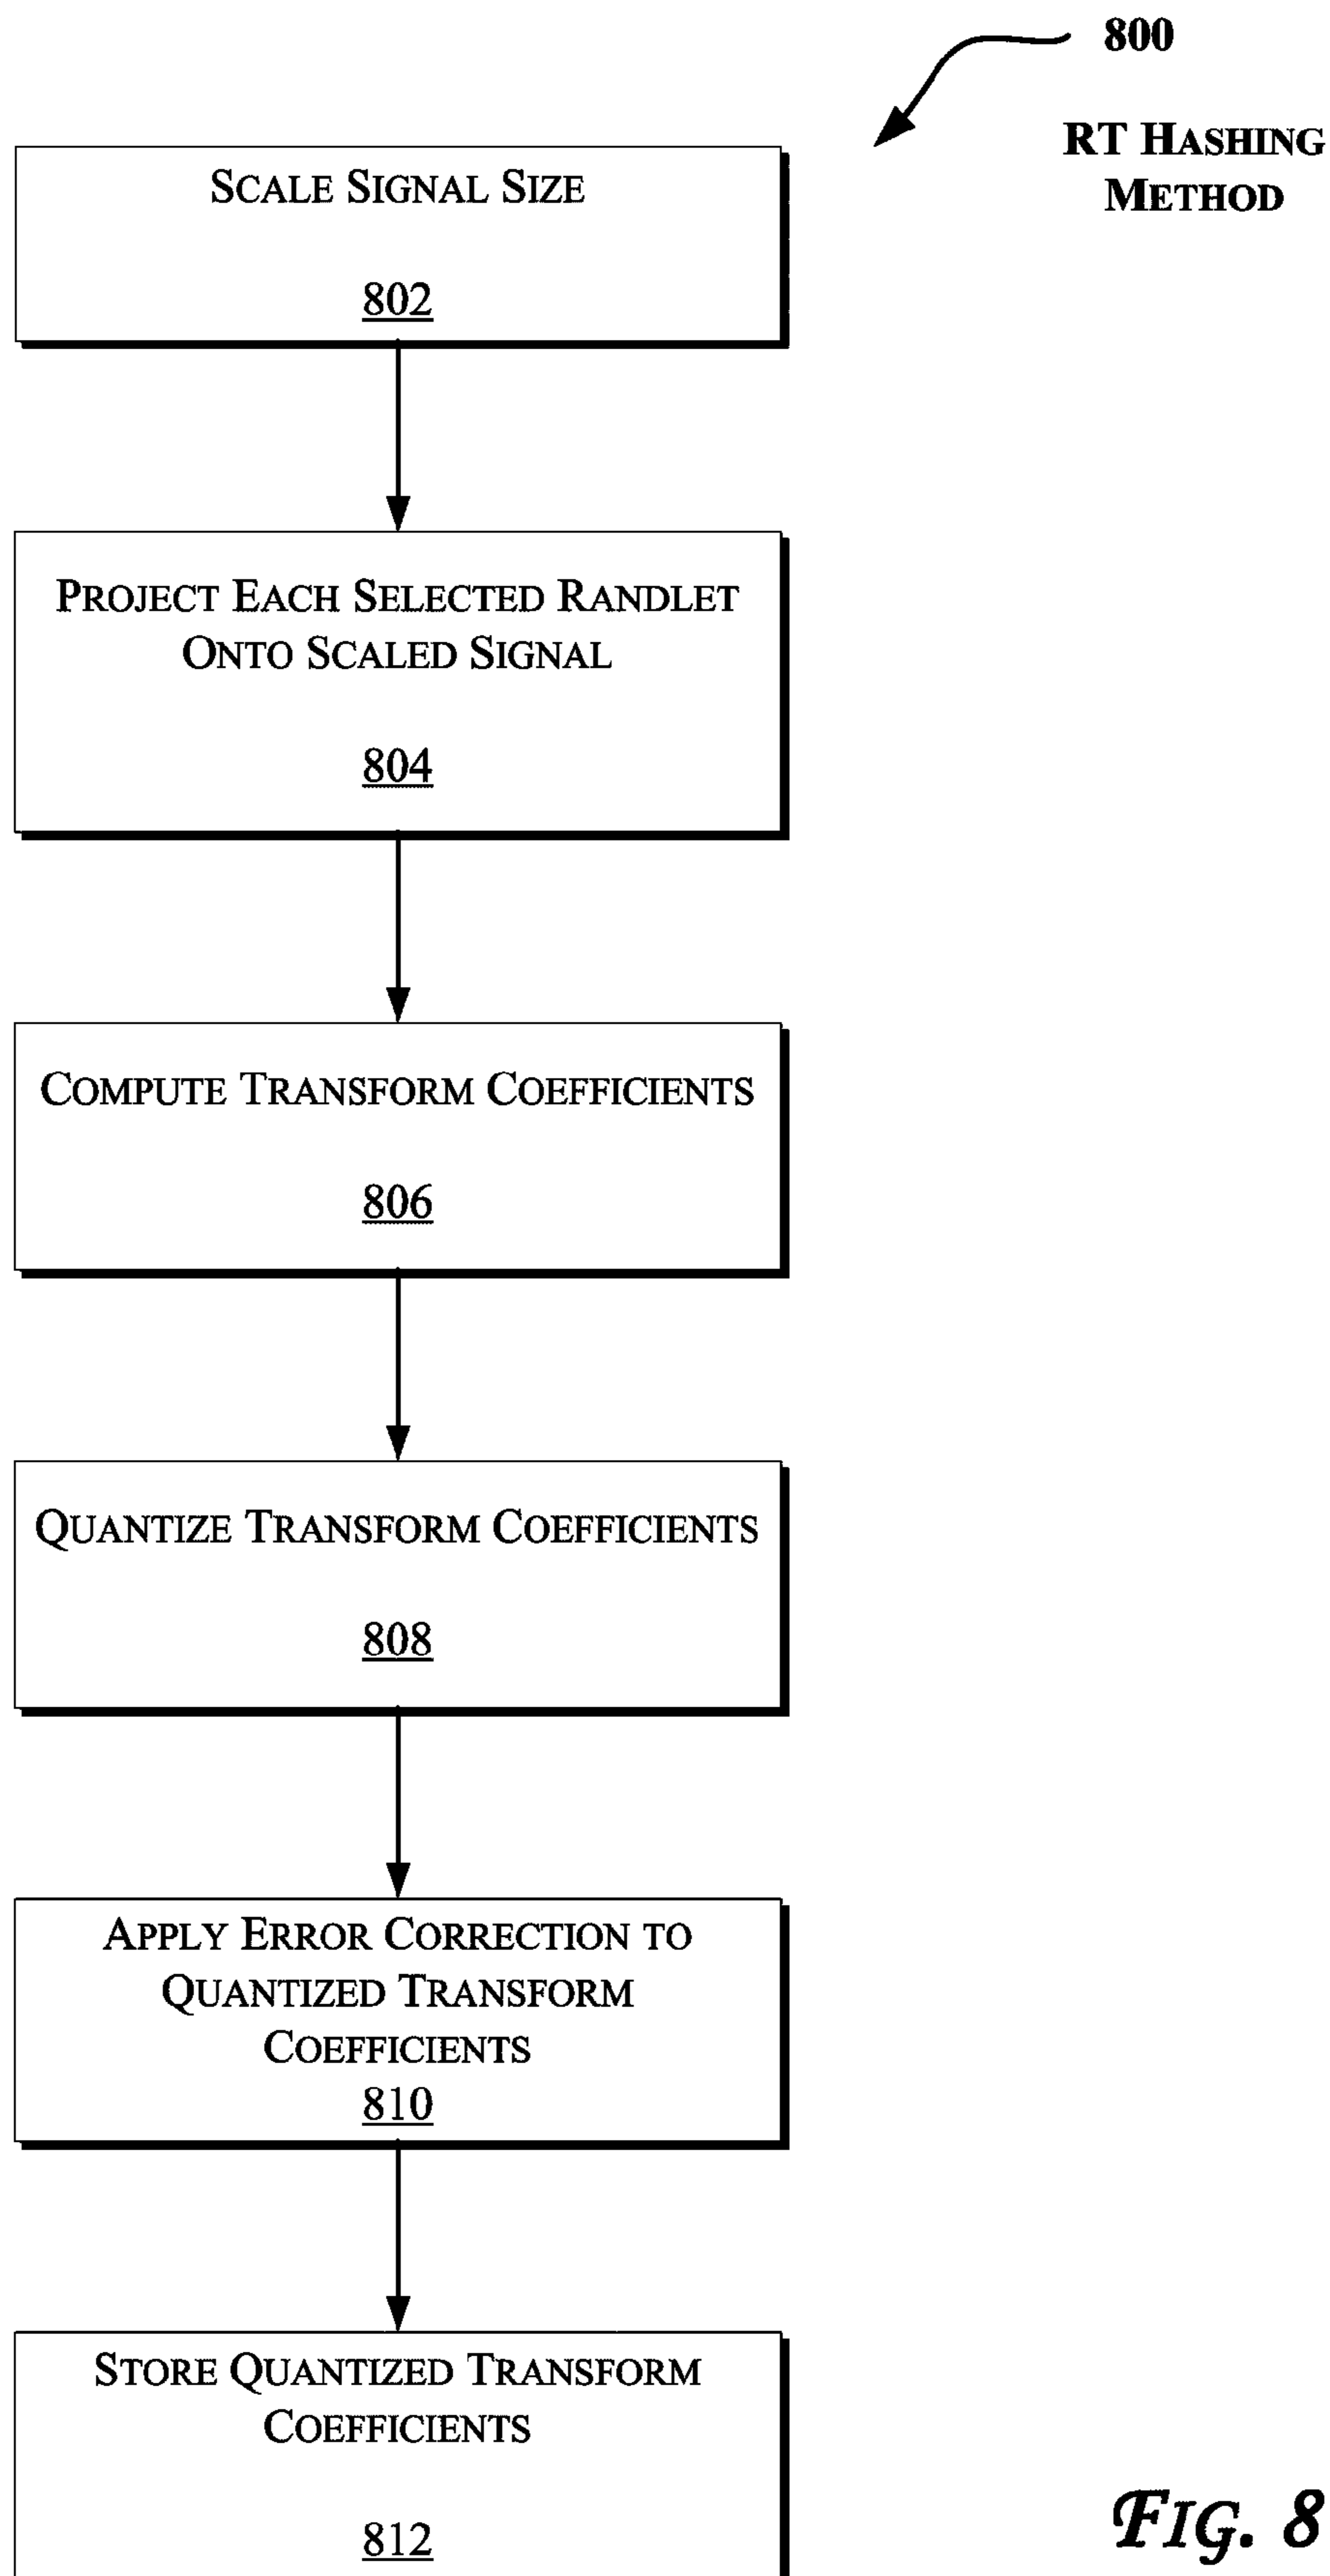 800
RT HASHING
METHOD
SCALE SIGNAL SIZE
802
PROJECT EACH SELECTED RANDLET
ONTO SCALED SIGNAL
804
COMPUTE TRANSFORM COEFFICIENTS
806
QUANTIZE TRANSFORM COEFFICIENTS
808
APPLY ERROR CORRECTION TO
QUANTIZED TRANSFORM
COEFFICIENTS
810
STORE QUANTIZED TRANSFORM
COEFFICIENTS
812
FIG. 8